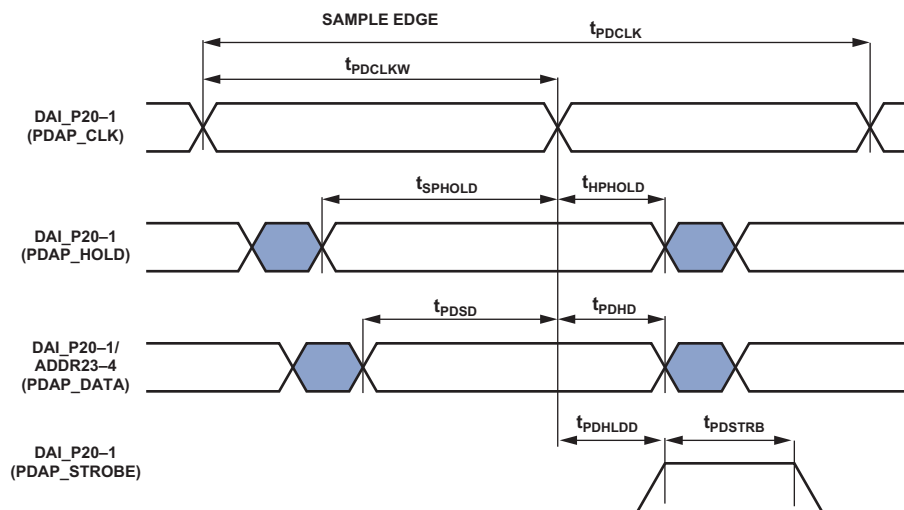 SAMPLE EDGE
tPDCLK
tPDCLKW
DAI_P20–1
(PDAP_CLK)
tSPHOLD
tHPHOLD
DAI_P20–1
(PDAP_HOLD)
tPDSD
tPDHD
DAI_P20–1/
ADDR23–4
(PDAP_DATA)
tPDHLDD
tPDSTRB
DAI_P20–1
(PDAP_STROBE)